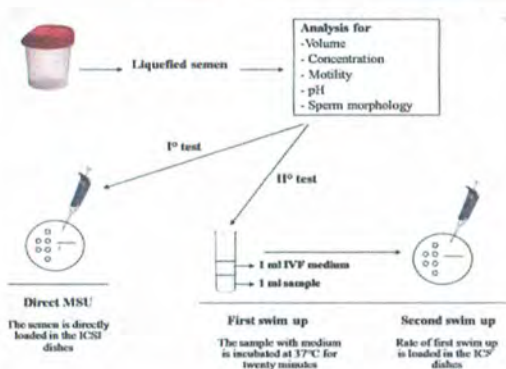 Liquefied semen
Analysis for
-Volume
- Concentration
- Motility
- pH
- Sperm morphology
I° test
II° test
1 ml IVF medium
1 ml sample
Direct MSU
The semen is directly
loaded in the ICSI
dishes
First swim up
The sample with medium
is incubated at 37°C for
twenty minutes
Second swim up
Rate of first swim up
is loaded in the ICS
dishes